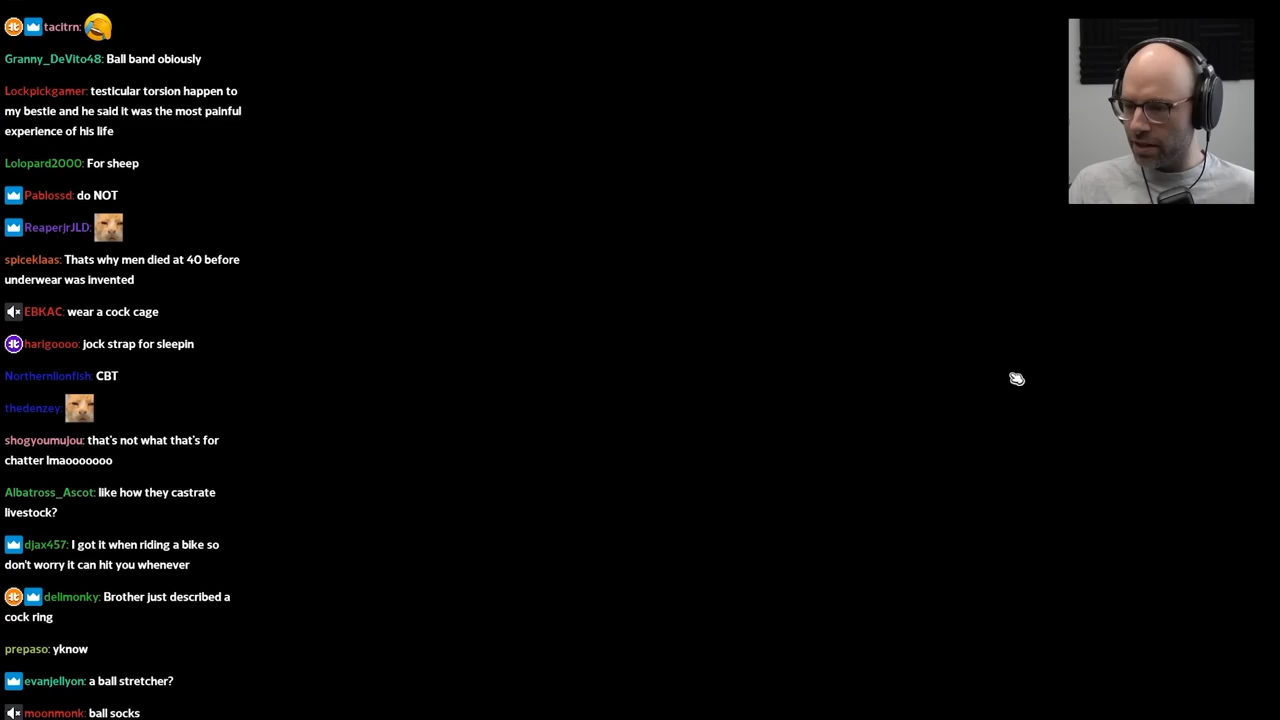 tacitrn:
Granny_DeVito48: Ball band obiously
Lockpickgamer: testicular torsion happen to
my bestie and he said it was the most painful
experience of his life
Lolopard2000: For sheep
Pablossd: do NOT
ReaperjrJLD:
spiceklaas: Thats why men died at 40 before
underwear was invented
EBKAC: wear a cock cage
harigoooo: jock strap for sleepin
Northernlionfish: CBT
thedenzey:
shogyoumujou: that's not what that's for
chatter lmaooooooo
Albatross_Ascot: like how they castrate
livestock?
djax457: I got it when riding a bike so
don't worry it can hit you whenever
delimonky: Brother just described a
cock ring
prepaso: yknow
evanjellyon: a ball stretcher?
moonmonk: ball socks